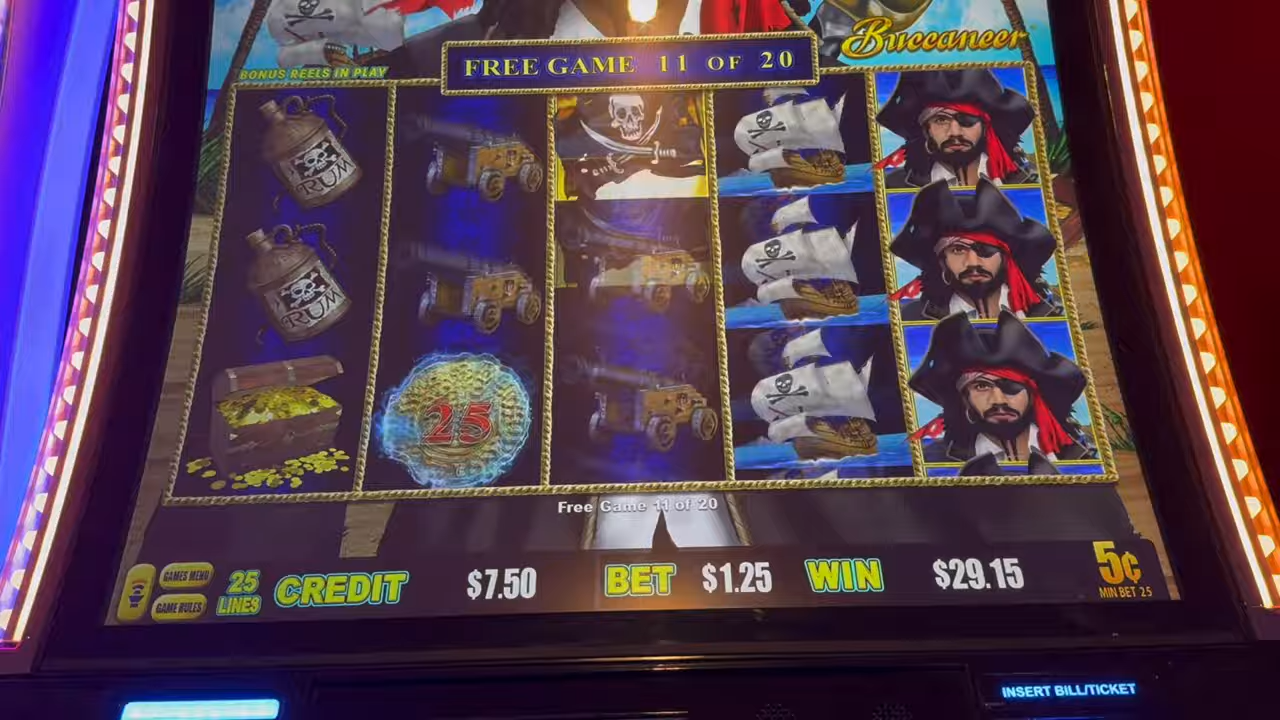 Buccaneer
FREE GAME 11 OF 20
BONUS REELS IN PLAY
RUM
RUM
25
Free Game 11 of 20
GAMES MENU
GAME RULES
25 LINES
CREDIT $7.50 BET $1.25 WIN $29.15
5¢
MIN BET 25
INSERT BILL/TICKET